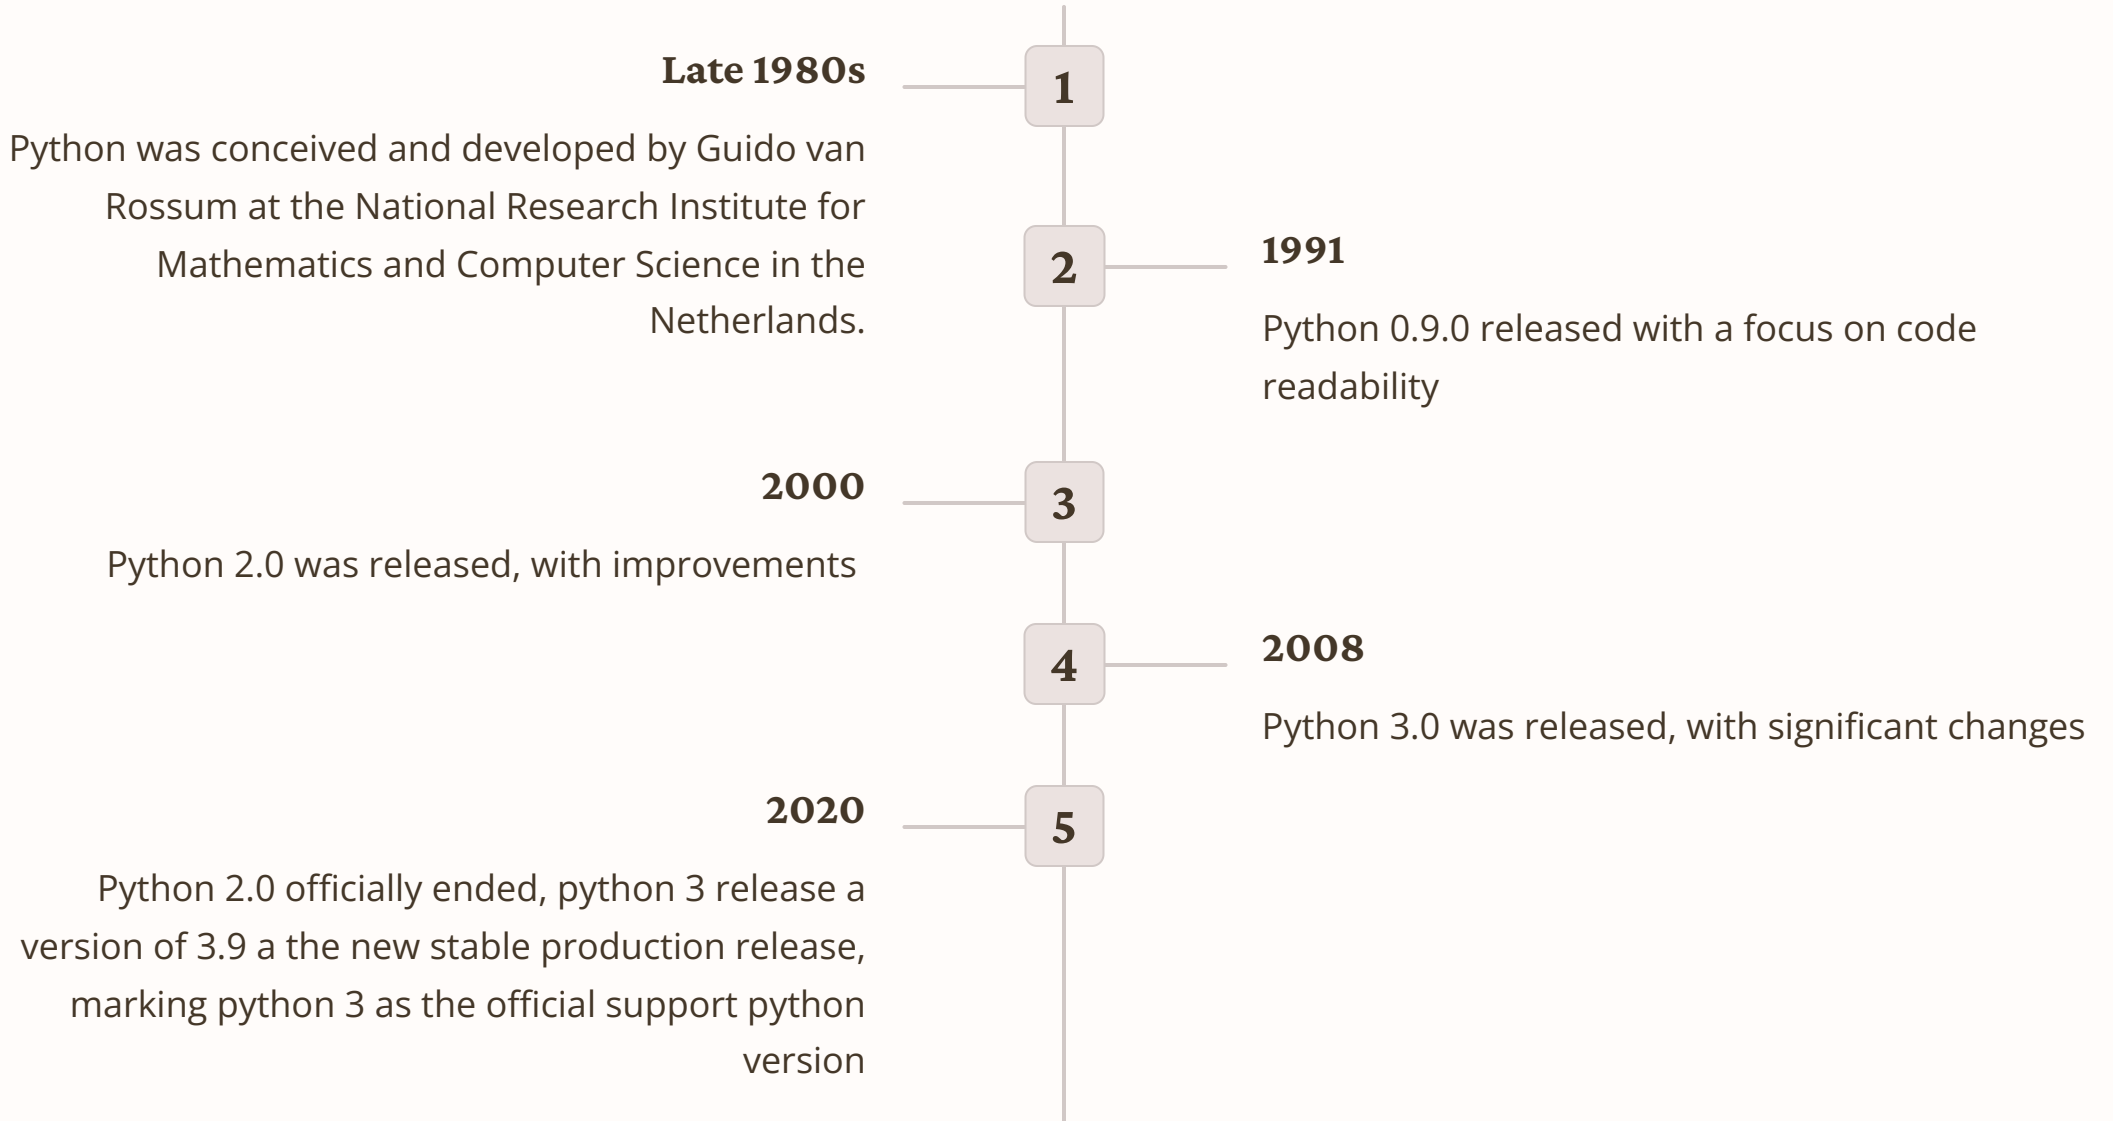 Late 1980s
1
Python was conceived and developed by Guido van
Rossum at the National Research Institute for
Mathematics and Computer Science in the
Netherlands.
2
1991
Python 0.9.0 released with a focus on code
readability
2000
3
Python 2.0 was released, with improvements
4
2008
Python 3.0 was released, with significant changes
2020
5
Python 2.0 officially ended, python 3 release a
version of 3.9 a the new stable production release,
marking python 3 as the official support python
version